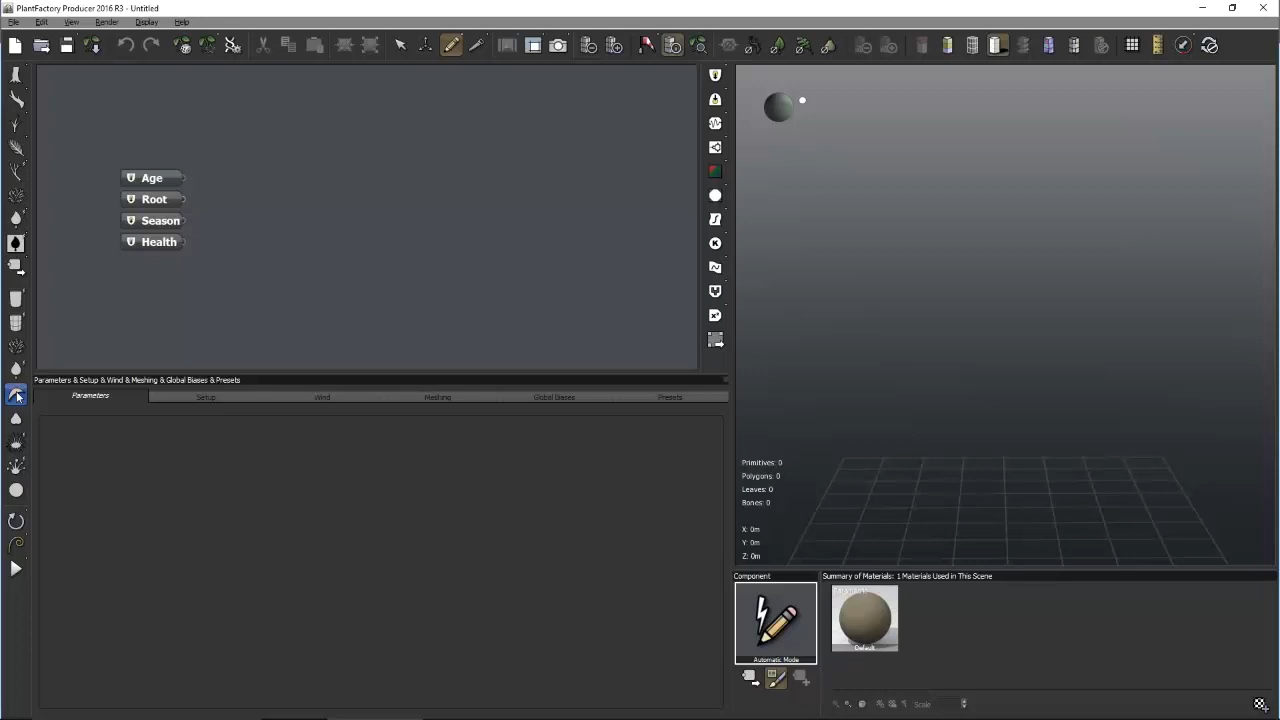 PlantFactory Producer 2016 R3 - Untitled
File Edit View Render Display Help
Age
Root
Season
Health
Parameters & Setup & Wind & Meshing & Global Biases & Presets
Parameters Setup Wind Meshing Global Biases Presets
Primitives: 0
Polygons: 0
Leaves: 0
Bones: 0
X: 0m
Y: 0m
Z: 0m
Component
Automatic Mode
Summary of Materials: 1 Materials Used in This Scene
Default
Scale